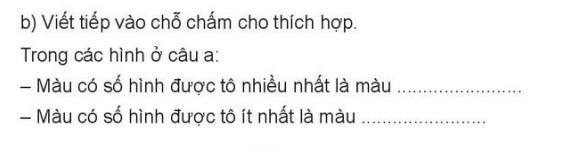 b) Viết tiếp vào chỗ chấm cho thích hợp.
Trong các hình ở câu a:
– Màu có số hình được tô nhiều nhất là màu ........................
– Màu có số hình được tô ít nhất là màu ........................